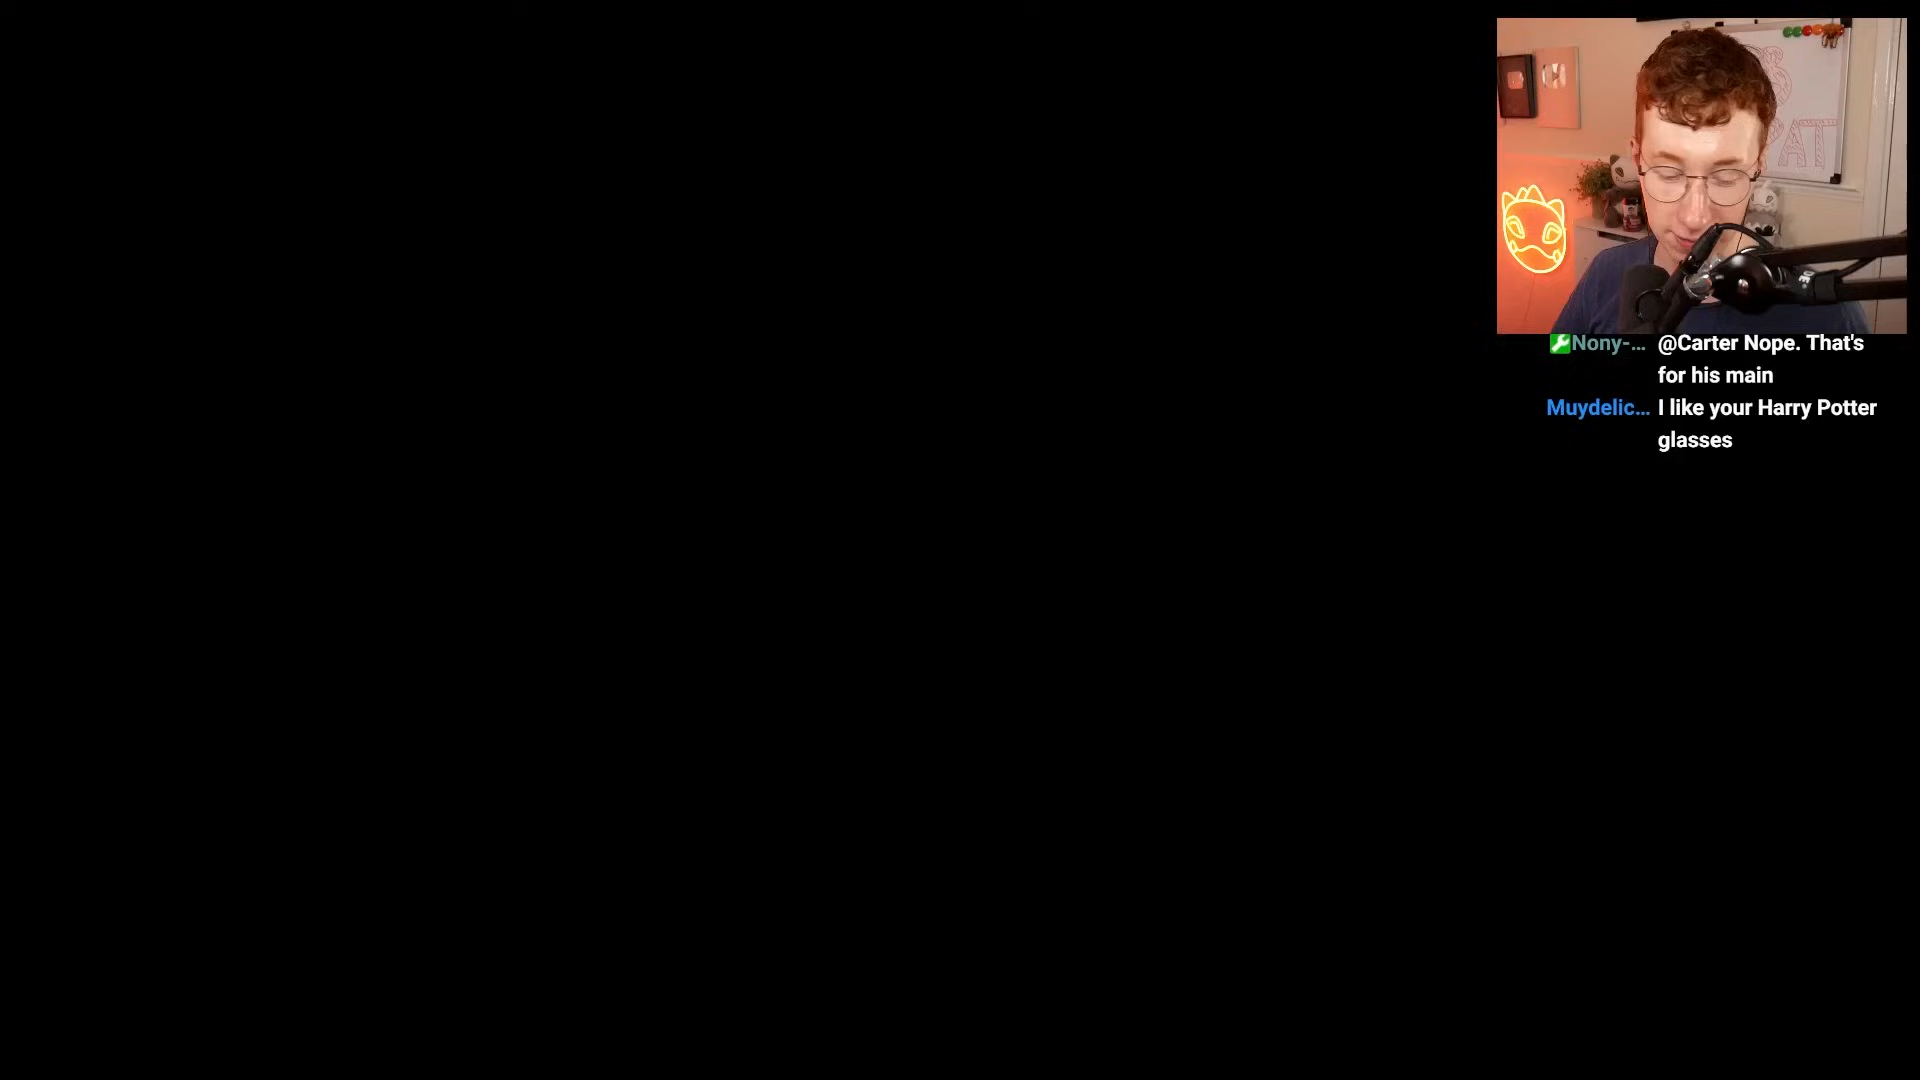 Nony-... @Carter Nope. That's
for his main
Muydelic... I like your Harry Potter
glasses